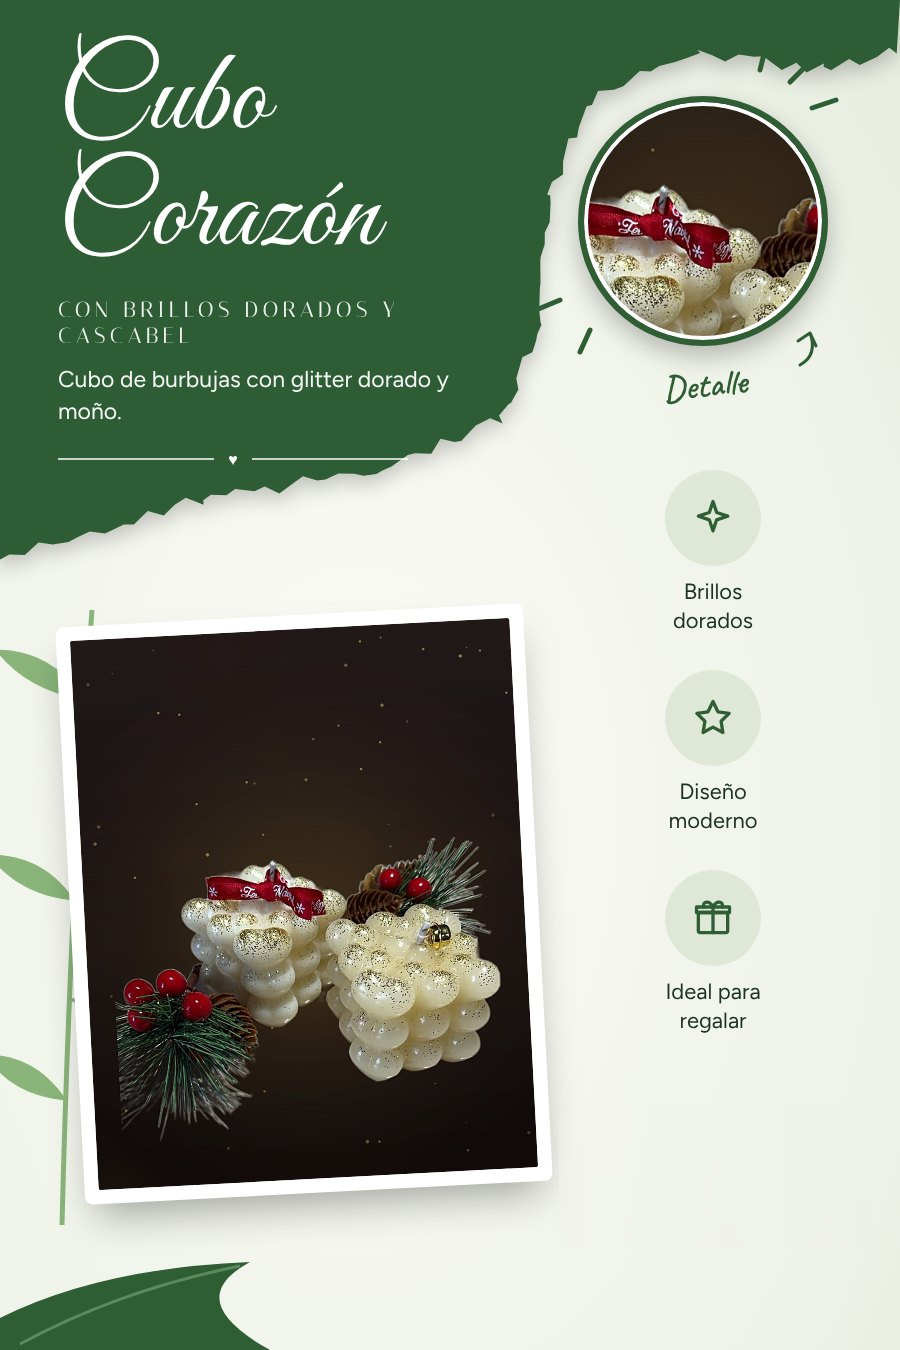 Cubo
Corazón
CON BRILLOS DORADOS Y
CASCABEL
Cubo de burbujas con glitter dorado y
moño.
Detalle
Brillos
dorados
Diseño
moderno
Ideal para
regalar